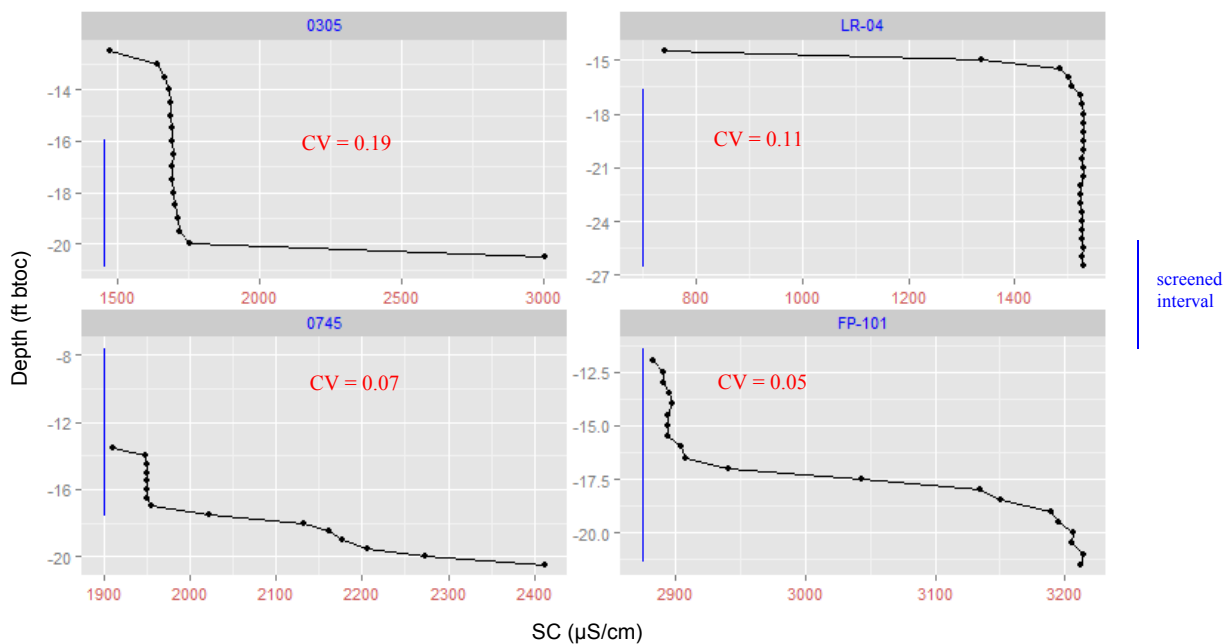 0305
LR-04
-14
-16
-18
-20
CV = 0.19
1500 2000 2500 3000
-15
-18
-21
-24
-27
CV = 0.11
800 1000 1200 1400
0745
FP-101
-8
-12
-16
-20
CV = 0.07
1900 2000 2100 2200 2300 2400
-12.5
-15.0
-17.5
-20.0
CV = 0.05
2900 3000 3100 3200
Depth (ft btoc)
SC (µS/cm)
screened
interval